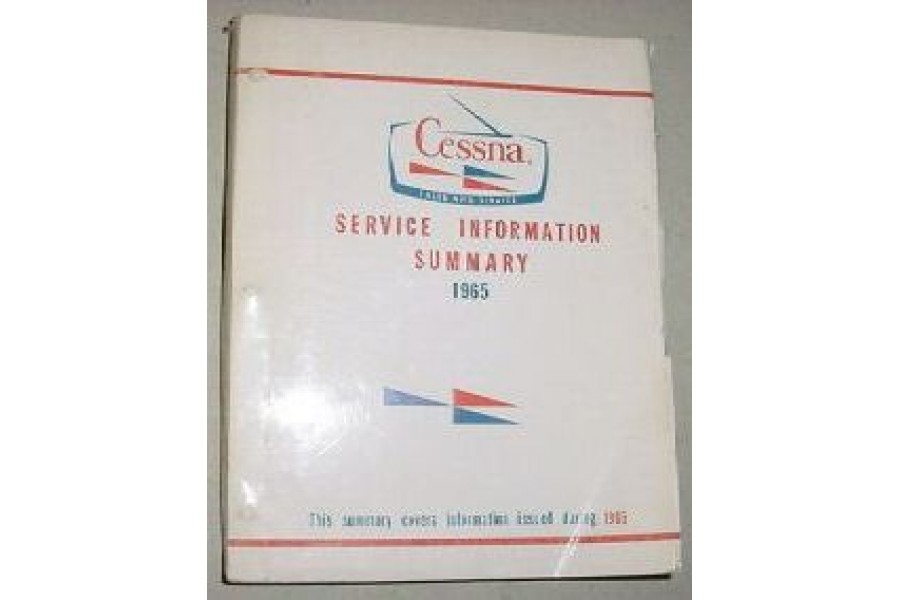 Cessna
SERVICE INFORMATION
SUMMARY
1965
This summary covers information issued during 1965